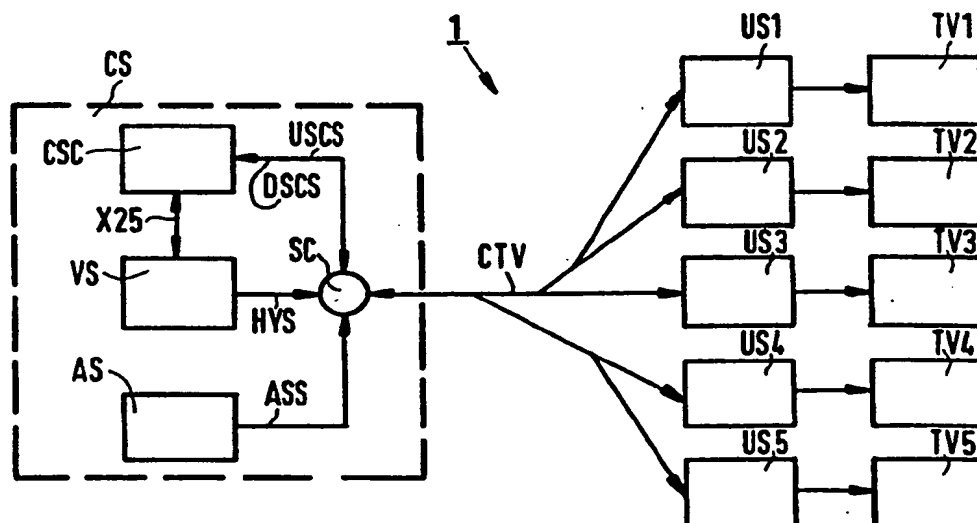 1
CS
CSC
USCS
DSCS
X25
VS
SC
HYS
AS
ASS
CTV
US1
TV1
US2
TV2
US3
TV3
US4
TV4
US5
TV5